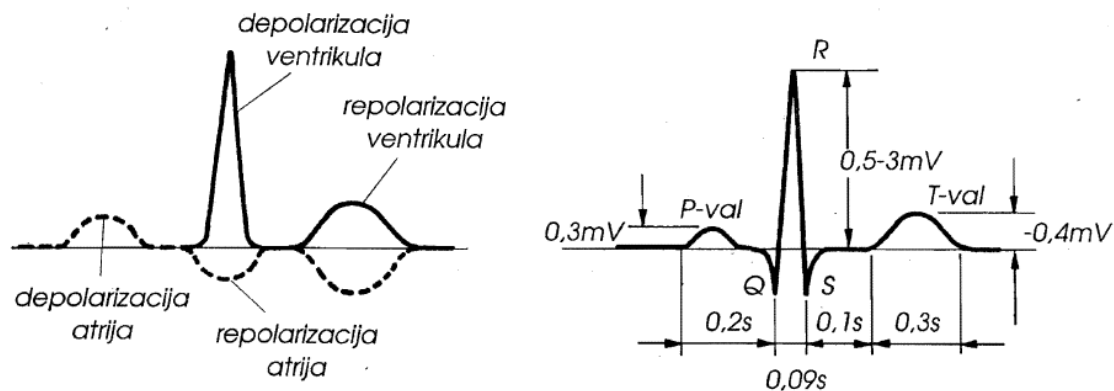 depolarizacija
ventrikula
repolarizacija
ventrikula
depolarizacija
atrija
repolarizacija
atrija
R
0,5-3mV
P-val
T-val
0,3mV
-0,4mV
Q
S
0,2s
0,1s
0,3s
0,09s